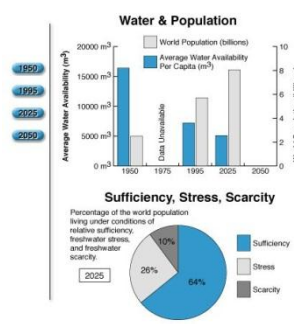 Water & Population
1950
1995
2025
2050
Average Water Availability (m³)
20000 m³
15000 m³
10000 m³
5000 m³
0 m³
World Population (billions)
Average Water Availability
Per Capita (m³)
Data Unavailable
1950
1975
1995
2025
2050
10
8
6
4
2
0
Sufficiency, Stress, Scarcity
Percentage of the world population
living under conditions of
relative sufficiency,
freshwater stress,
and freshwater
scarcity.
2025
10%
26%
64%
Sufficiency
Stress
Scarcity